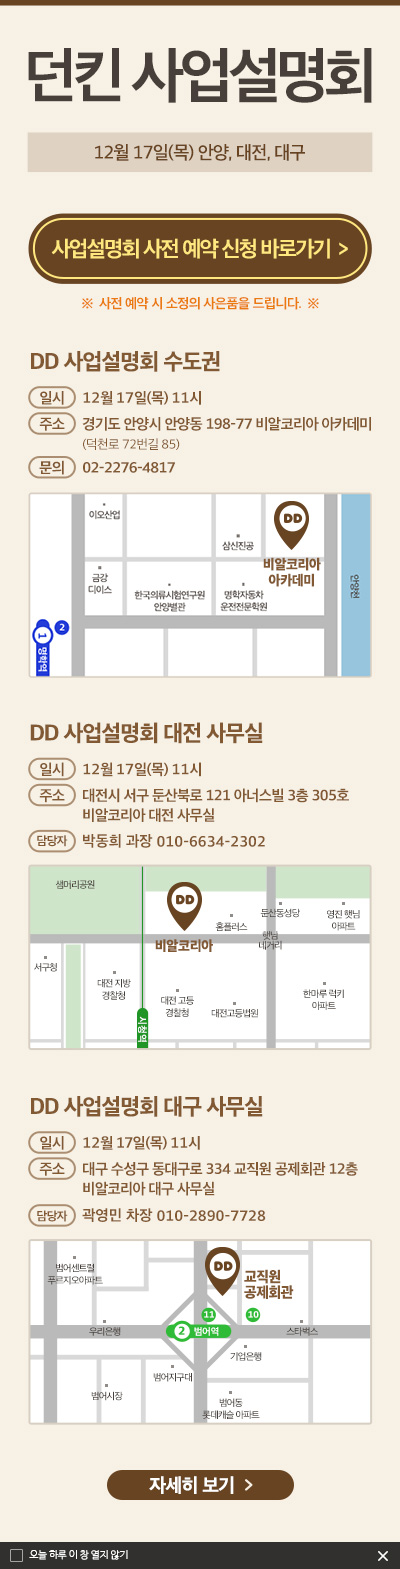 던킨 사업설명회
12월 17일(목) 안양, 대전, 대구
사업설명회 사전 예약 신청 바로가기 >
※ 사전 예약 시 소정의 사은품을 드립니다. ※
DD 사업설명회 수도권
일시 12월 17일(목) 11시
주소 경기도 안양시 안양동 198-77 비알코리아 아카데미
(덕천로 72번길 85)
문의 02-2276-4817
이오산업
삼신진공
DD
비알코리아
아카데미
금강
디이스
한국의류시험연구원
안양별관
명학자동차
운전전문학원
안양천
2
1
명학역
DD 사업설명회 대전 사무실
일시 12월 17일(목) 11시
주소 대전시 서구 둔산북로 121 아너스빌 3층 305호
비알코리아 대전 사무실
담당자 박동희 과장 010-6634-2302
샘머리공원
DD
비알코리아
홈플러스
둔산동성당
영진 햇님
아파트
햇님
네거리
서구청
대전 지방
경찰청
대전 고등
경찰청
대전고등법원
한마루 럭키
아파트
시청역
DD 사업설명회 대구 사무실
일시 12월 17일(목) 11시
주소 대구 수성구 동대구로 334 교직원 공제회관 12층
비알코리아 대구 사무실
담당자 곽영민 차장 010-2890-7728
범어센트럴
푸르지오아파트
DD
교직원
공제회관
11
10
우리은행
2 범어역
스타벅스
기업은행
범어지구대
범어시장
범어동
롯데캐슬 아파트
자세히 보기 >
오늘 하루 이 창 열지 않기